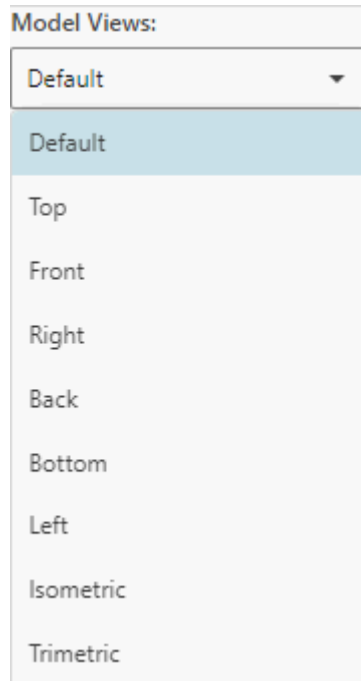 Model Views:
Default
Default
Top
Front
Right
Back
Bottom
Left
Isometric
Trimetric